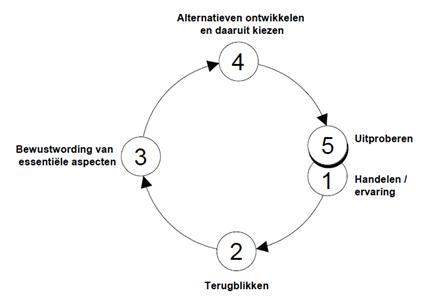 Alternatieven ontwikkelen
en daaruit kiezen
4
5
Uitproberen
Bewustwording van
essentiële aspecten
3
1
Handelen /
ervaring
2
Terugblikken